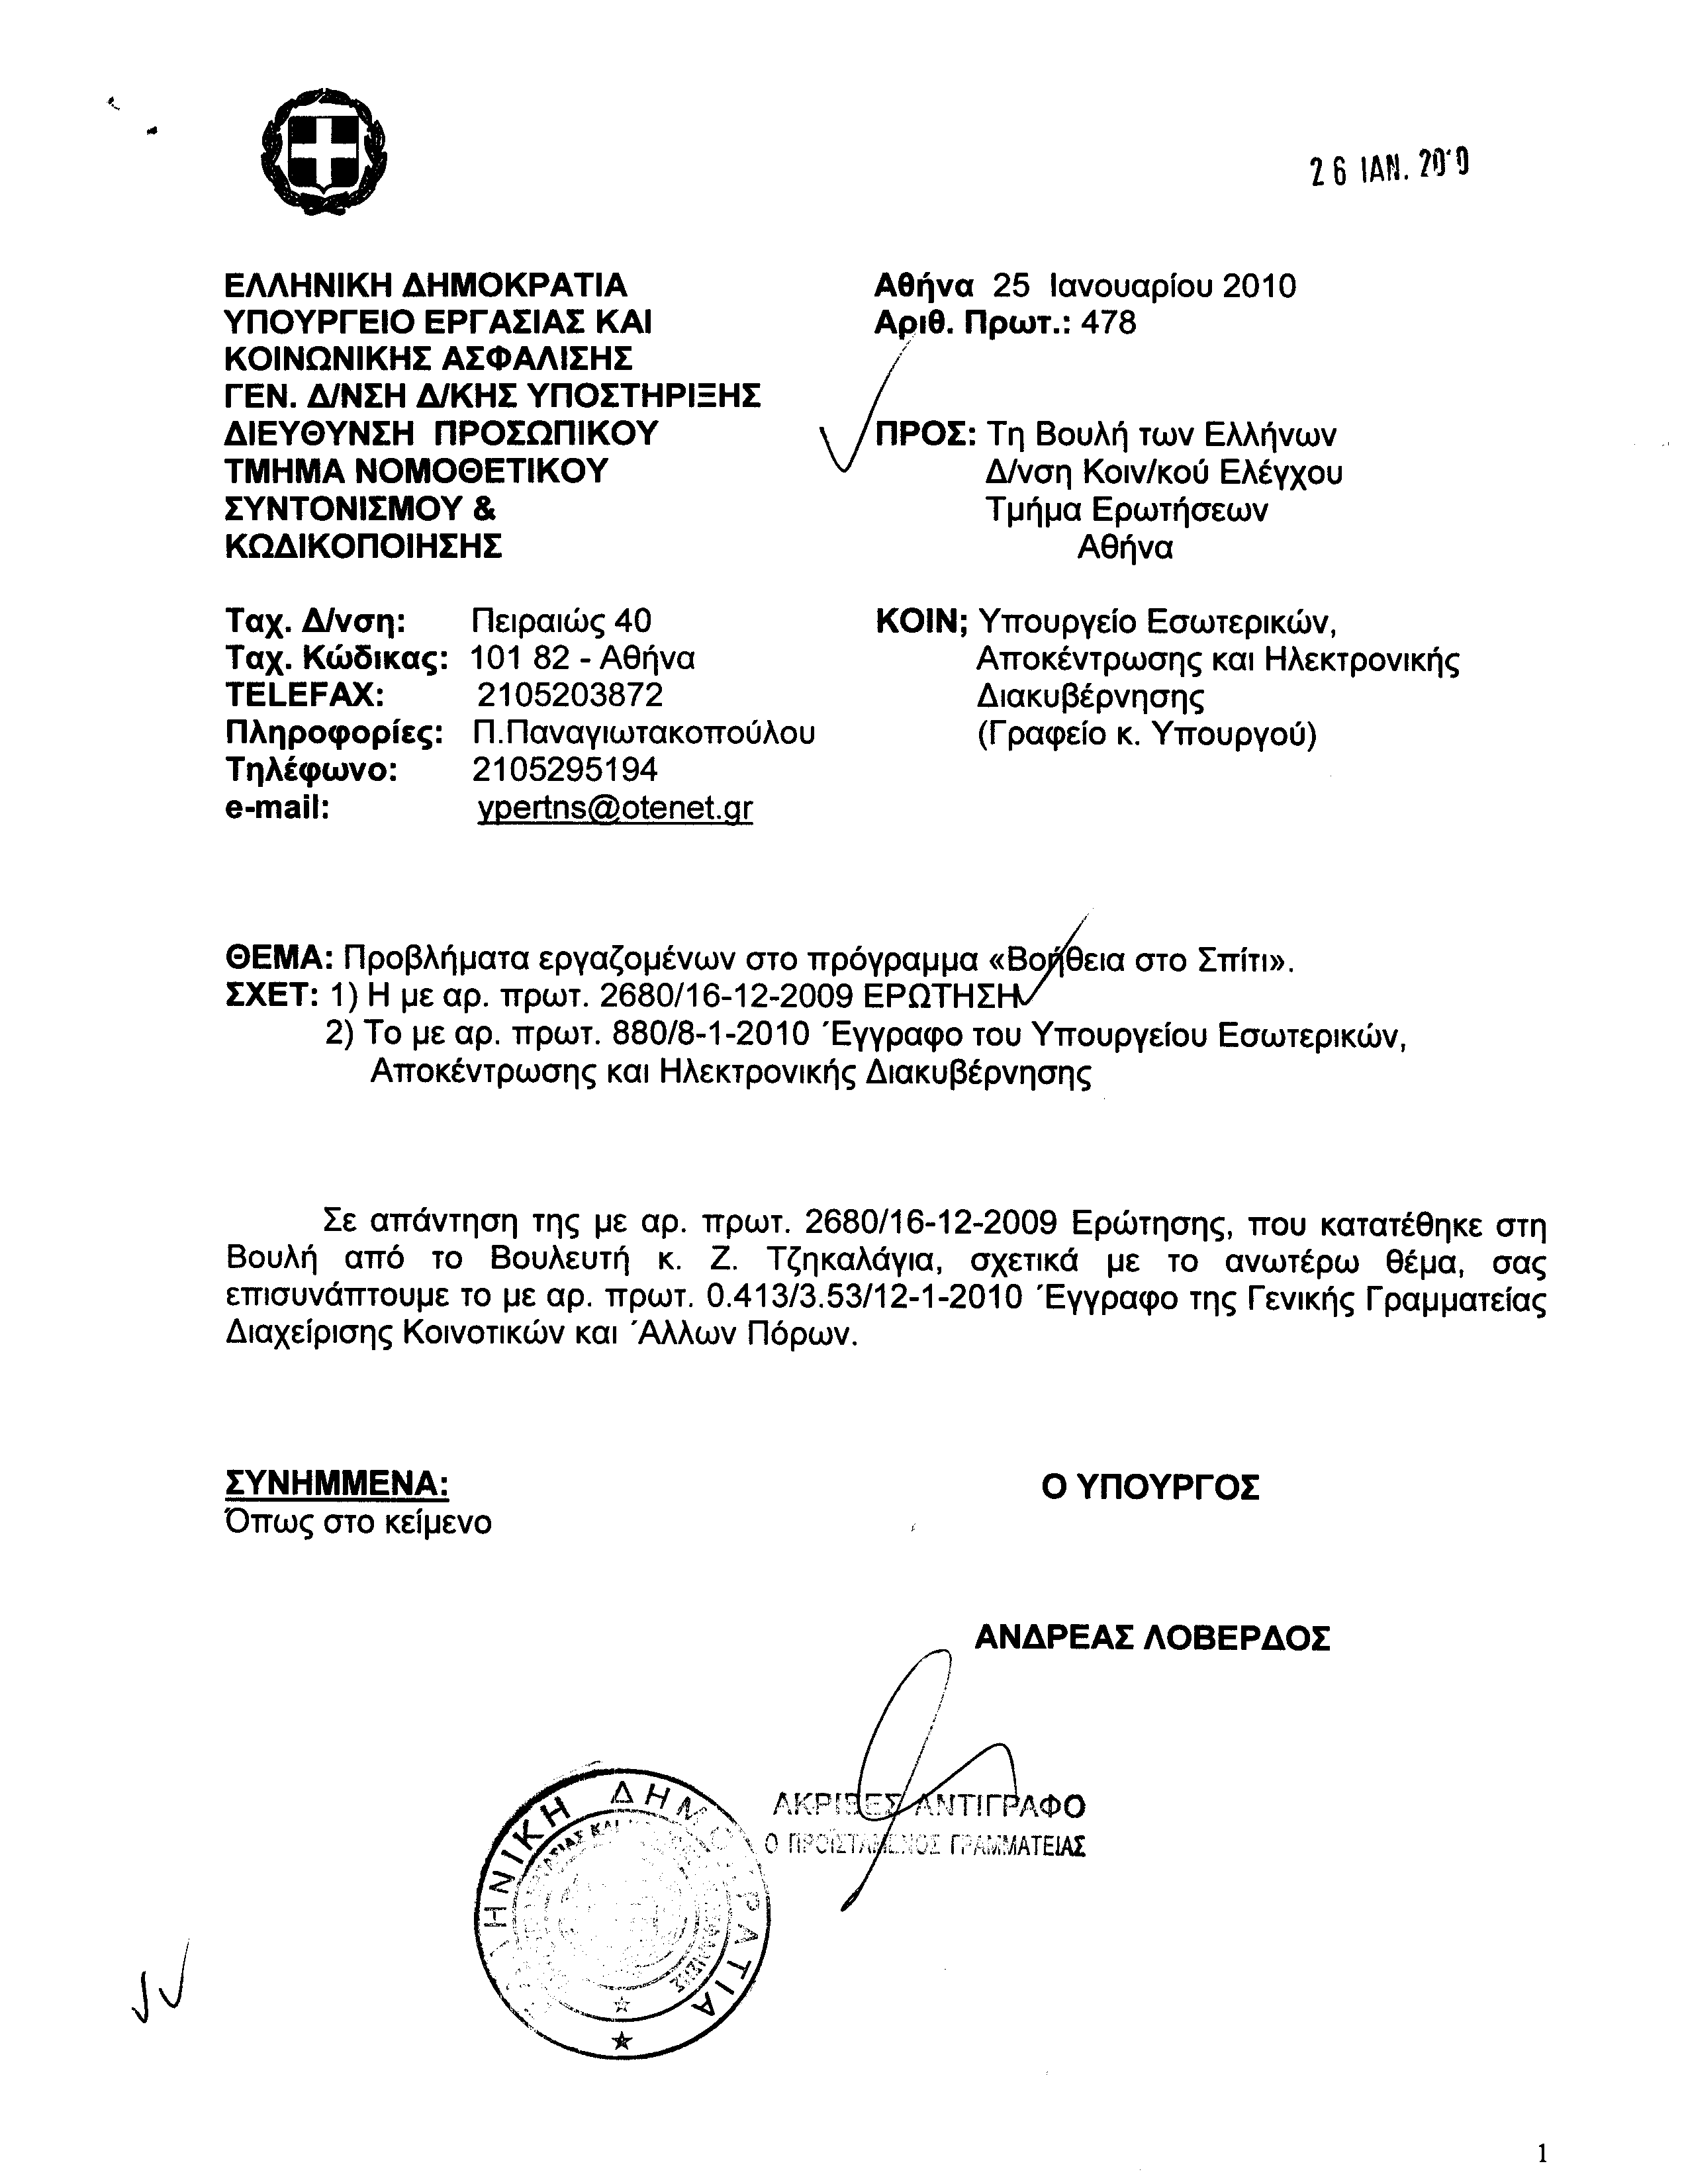 26 ΙΑΝ. 2010
ΕΛΛΗΝΙΚΗ ΔΗΜΟΚΡΑΤΙΑ
ΥΠΟΥΡΓΕΙΟ ΕΡΓΑΣΙΑΣ ΚΑΙ
ΚΟΙΝΩΝΙΚΗΣ ΑΣΦΑΛΙΣΗΣ
ΓΕΝ. Δ/ΝΣΗ Δ/ΚΗΣ ΥΠΟΣΤΗΡΙΞΗΣ
ΔΙΕΥΘΥΝΣΗ ΠΡΟΣΩΠΙΚΟΥ
ΤΜΗΜΑ ΝΟΜΟΘΕΤΙΚΟΥ
ΣΥΝΤΟΝΙΣΜΟΥ &
ΚΩΔΙΚΟΠΟΙΗΣΗΣ
Αθήνα 25 Ιανουαρίου 2010
Αριθ. Πρωτ.: 478
ΠΡΟΣ: Τη Βουλή των Ελλήνων
Δ/νση Κοιν/κού Ελέγχου
Τμήμα Ερωτήσεων
Αθήνα
Ταχ. Δ/νση: Πειραιώς 40
Ταχ. Κώδικας: 101 82 - Αθήνα
TELEFAX: 2105203872
Πληροφορίες: Π.Παναγιωτακοπούλου
Τηλέφωνο: 2105295194
e-mail: ypertns@otenet.gr
ΚΟΙΝ; Υπουργείο Εσωτερικών,
Αποκέντρωσης και Ηλεκτρονικής
Διακυβέρνησης
(Γραφείο κ. Υπουργού)
ΘΕΜΑ: Προβλήματα εργαζομένων στο πρόγραμμα «Βοήθεια στο Σπίτι».
ΣΧΕΤ: 1) Η με αρ. πρωτ. 2680/16-12-2009 ΕΡΩΤΗΣΗ
2) Το με αρ. πρωτ. 880/8-1-2010 Έγγραφο του Υπουργείου Εσωτερικών,
Αποκέντρωσης και Ηλεκτρονικής Διακυβέρνησης
Σε απάντηση της με αρ. πρωτ. 2680/16-12-2009 Ερώτησης, που κατατέθηκε στη
Βουλή από το Βουλευτή κ. Ζ. Τζηκαλάγια, σχετικά με το ανωτέρω θέμα, σας
επισυνάπτουμε το με αρ. πρωτ. 0.413/3.53/12-1-2010 Έγγραφο της Γενικής Γραμματείας
Διαχείρισης Κοινοτικών και Άλλων Πόρων.
ΣΥΝΗΜΜΕΝΑ:
Όπως στο κείμενο
Ο ΥΠΟΥΡΓΟΣ
ΑΝΔΡΕΑΣ ΛΟΒΕΡΔΟΣ
ΑΚΡΙΒΕΣ ΑΝΤΙΓΡΑΦΟ
Ο ΠΡΟΪΣΤΑΜΕΝΟΣ ΓΡΑΜΜΑΤΕΙΑΣ
ΕΛΛΗΝΙΚΗ ΔΗΜΟΚΡΑΤΙΑ
1